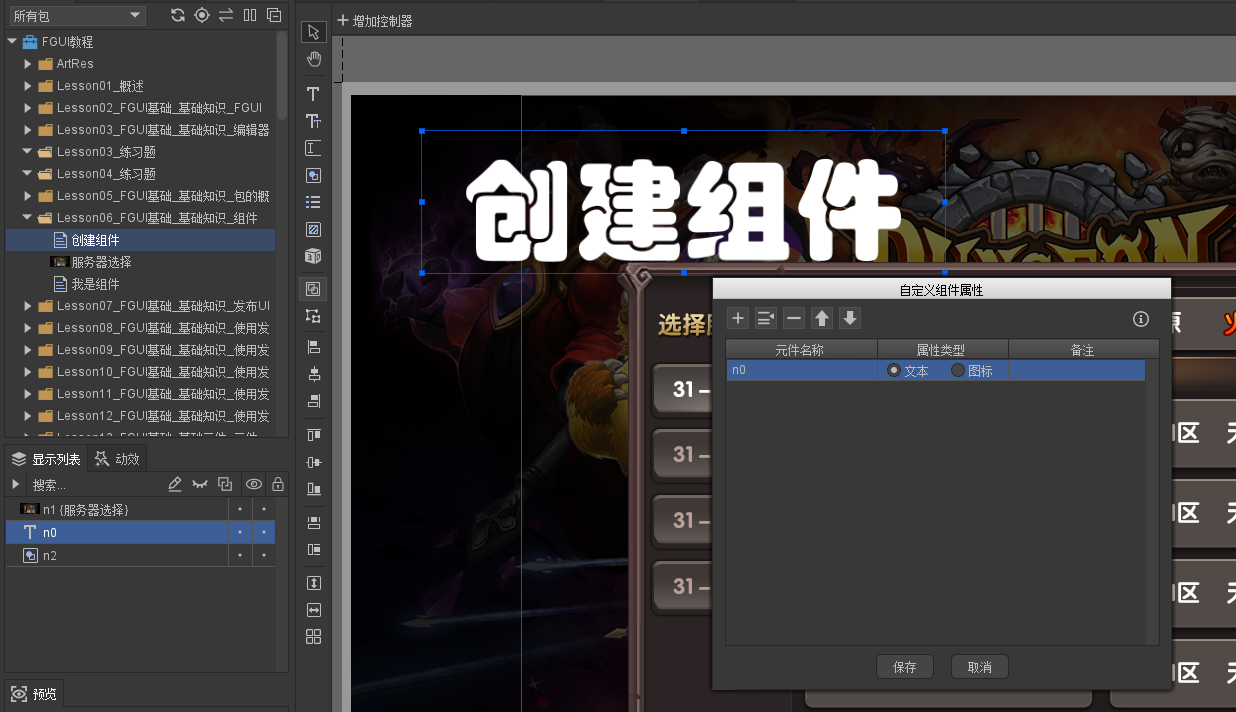 所有包
增加控制器
FGUI教程
ArtRes
Lesson01_概述
Lesson02_FGUI基础_基础知识_FGUI
Lesson03_FGUI基础_基础知识_编辑器
Lesson03_练习题
Lesson04_练习题
Lesson05_FGUI基础_基础知识_包的概
Lesson06_FGUI基础_基础知识_组件
创建组件
服务器选择
我是组件
Lesson07_FGUI基础_基础知识_发布UI
Lesson08_FGUI基础_基础知识_使用发
Lesson09_FGUI基础_基础知识_使用发
Lesson10_FGUI基础_基础知识_使用发
Lesson11_FGUI基础_基础知识_使用发
Lesson12_FGUI基础_基础知识_使用发
显示列表
动效
搜索...
n1 {服务器选择}
n0
n2
预览
创建组件
DUNGEON
选择
31 –
31 –
31 –
31 –
自定义组件属性
元件名称
属性类型
备注
n0
文本
图标
保存
取消
火
区
区
区
区